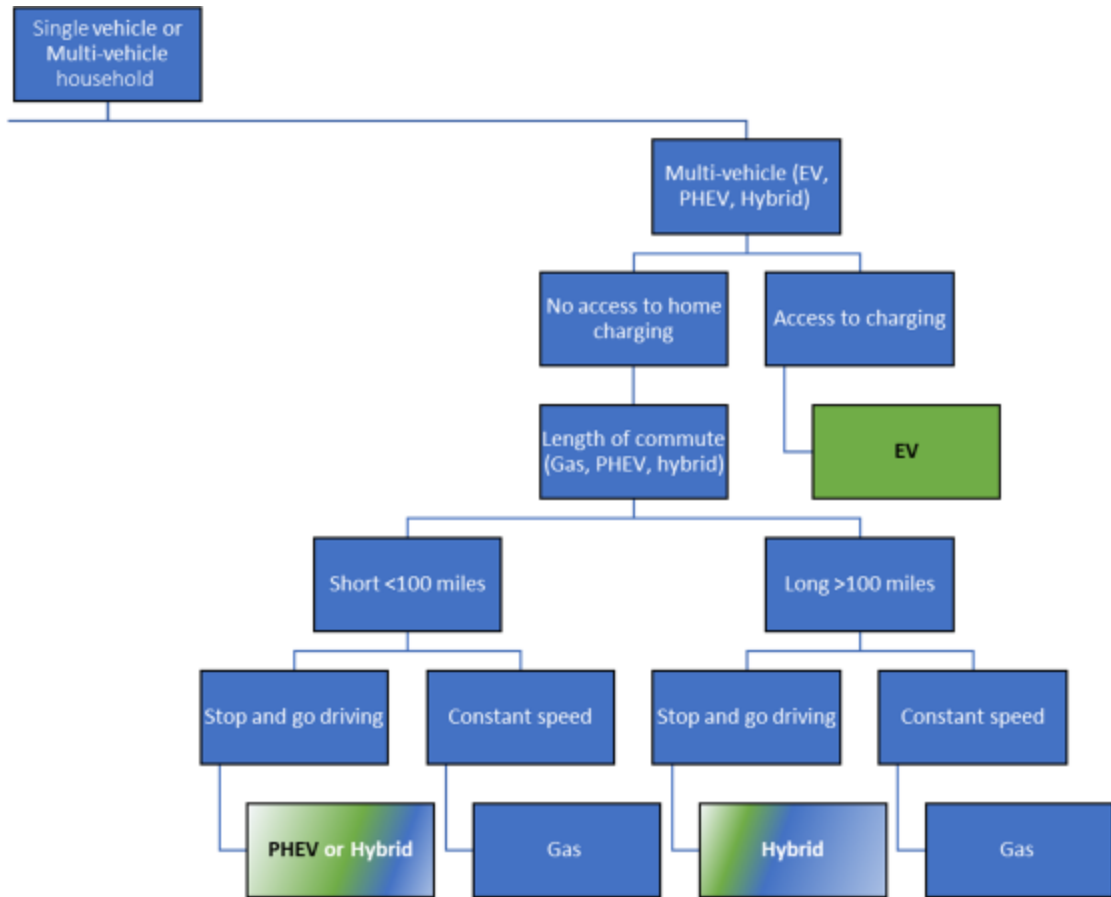 Single vehicle or
Multi-vehicle
household
Multi-vehicle (EV,
PHEV, Hybrid)
No access to home
charging
Access to charging
Length of commute
(Gas, PHEV, hybrid)
EV
Short <100 miles
Long >100 miles
Stop and go driving
Constant speed
Stop and go driving
Constant speed
PHEV or Hybrid
Gas
Hybrid
Gas